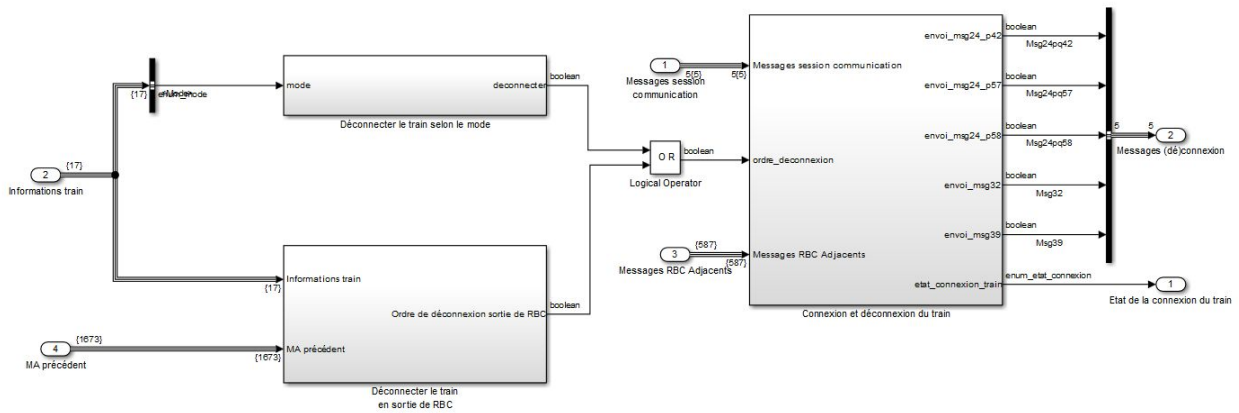 {17}
2
Informations train
{17}
mode
deconnecter
Déconnecter le train selon le mode
boolean
Informations train
{17}
Ordre de déconnexion sortie de RBC
MA précédent
{1673}
Déconnecter le train
en sortie de RBC
boolean
{1673}
4
MA précédent
O R
boolean
Logical Operator
1
5{5}
5{5}
Messages session
communication
3
{587}
{587}
Messages RBC Adjacents
Messages session communication
ordre_deconnexion
Messages RBC Adjacents
envoi_msg24_p42
envoi_msg24_p57
envoi_msg24_p58
envoi_msg32
envoi_msg39
etat_connexion_train
Connexion et déconnexion du train
boolean
Msg24pq42
boolean
Msg24pq57
boolean
Msg24pq58
boolean
Msg32
boolean
Msg39
enum_etat_connexion
5
5
2
Messages (dé)connexion
1
Etat de la connexion du train